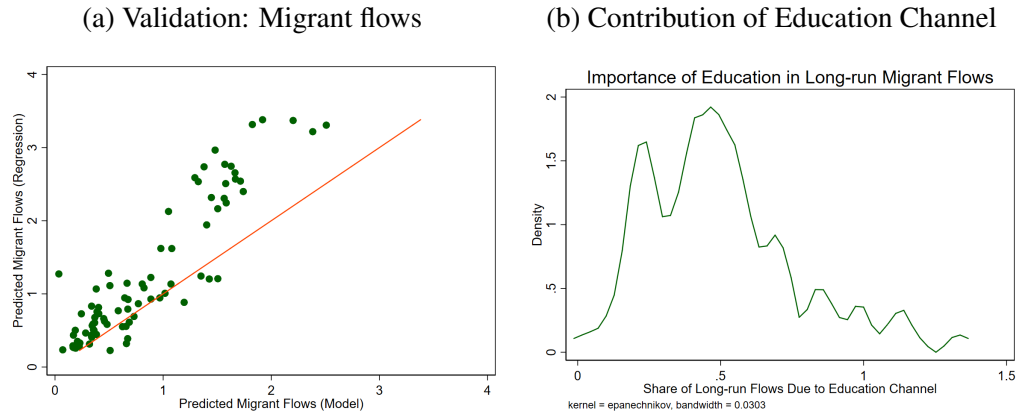 (a) Validation: Migrant flows
Predicted Migrant Flows (Regression)
4
3
2
1
0
0 1 2 3 4
Predicted Migrant Flows (Model)
(b) Contribution of Education Channel
Importance of Education in Long-run Migrant Flows
Density
2
1.5
1
.5
0
0 .5 1 1.5
Share of Long-run Flows Due to Education Channel
kernel = epanechnikov, bandwidth = 0.0303